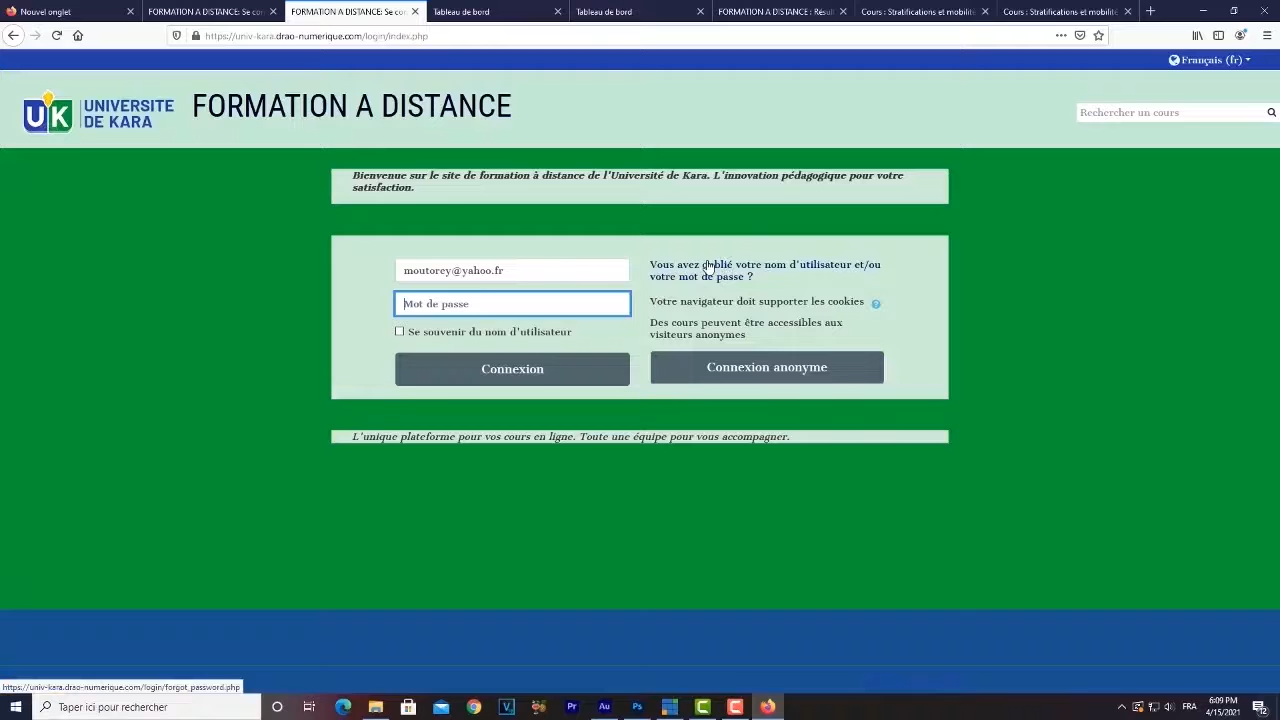 Nouvel onglet
FORMATION A DISTANCE: Se co
FORMATION A DISTANCE: Se co
Tableau de bord
Tableau de bord
FORMATION A DISTANCE : Résul
Cours : Stratifications et mobilité
Cours : Stratifications et mobilité
https://univ-kara.drao-numerique.com/login/index.php
Français (fr)
UK UNIVERSITE
DE KARA
FORMATION A DISTANCE
Rechercher un cours
Bienvenue sur le site de formation à distance de l'Université de Kara. L'innovation pédagogique pour votre
satisfaction.
moutorey@yahoo.fr
Mot de passe
Se souvenir du nom d'utilisateur
Connexion
Vous avez oublié votre nom d'utilisateur et/ou
votre mot de passe ?
Votre navigateur doit supporter les cookies
Des cours peuvent être accessibles aux
visiteurs anonymes
Connexion anonyme
L'unique plateforme pour vos cours en ligne. Toute une équipe pour vous accompagner.
https://univ-kara.drao-numerique.com/login/forgot_password.php
Taper ici pour rechercher
Pr
Au
Ps
FRA
6:09 PM
4/15/2021